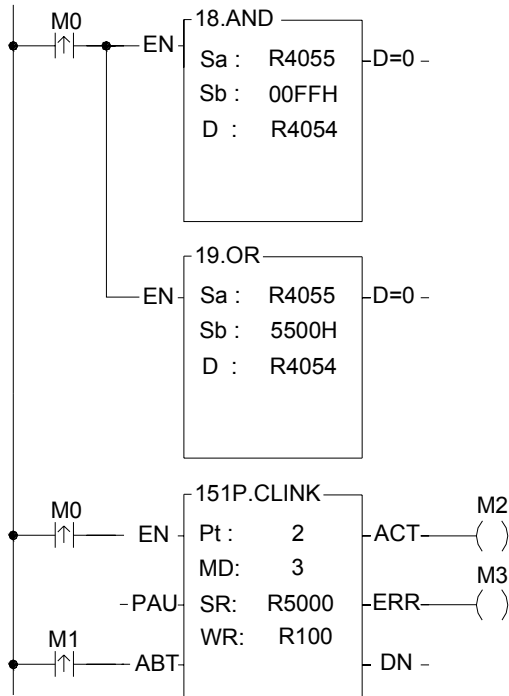 M0
EN
18.AND
Sa : R4055
D=0
Sb : 00FFH
D : R4054
EN
19.OR
Sa : R4055
D=0
Sb : 5500H
D : R4054
M0
EN
151P.CLINK
Pt : 2
ACT
M2
MD: 3
PAU
SR: R5000
ERR
M3
WR: R100
M1
ABT
DN